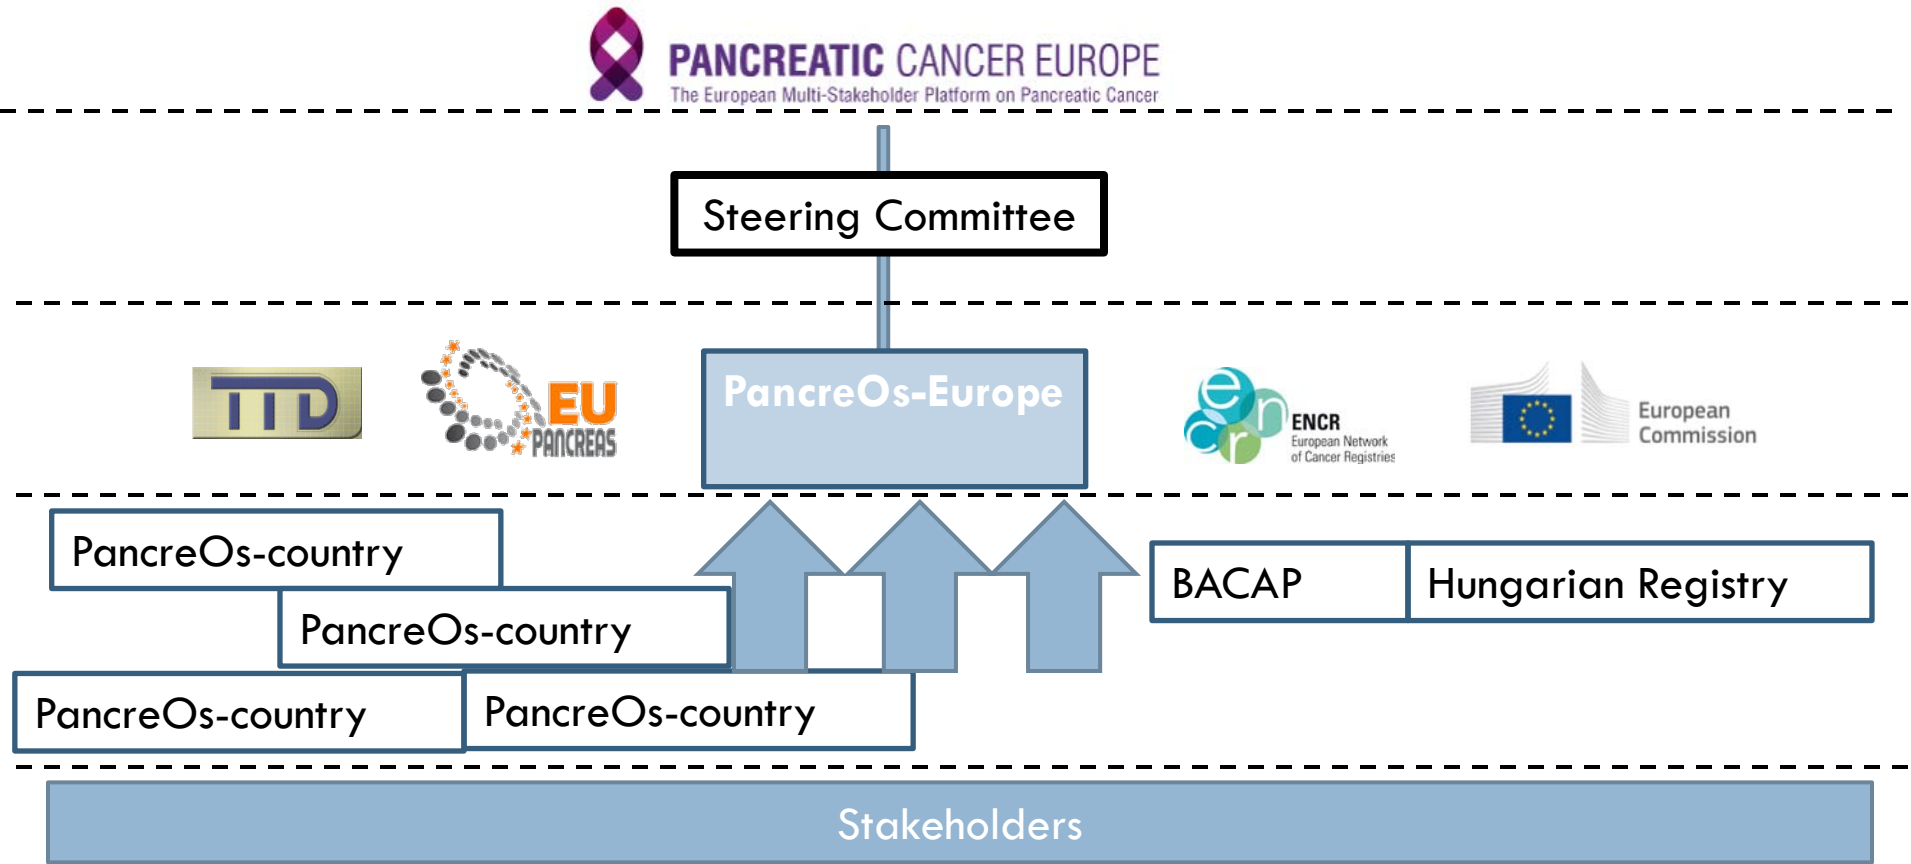 PANCREATIC CANCER EUROPE
The European Multi-Stakeholder Platform on Pancreatic Cancer
Steering Committee
TTD
EU
PANCREAS
PancreOs-Europe
encr
ENCR
European Network
of Cancer Registries
European
Commission
PancreOs-country
PancreOs-country
PancreOs-country
PancreOs-country
BACAP
Hungarian Registry
Stakeholders